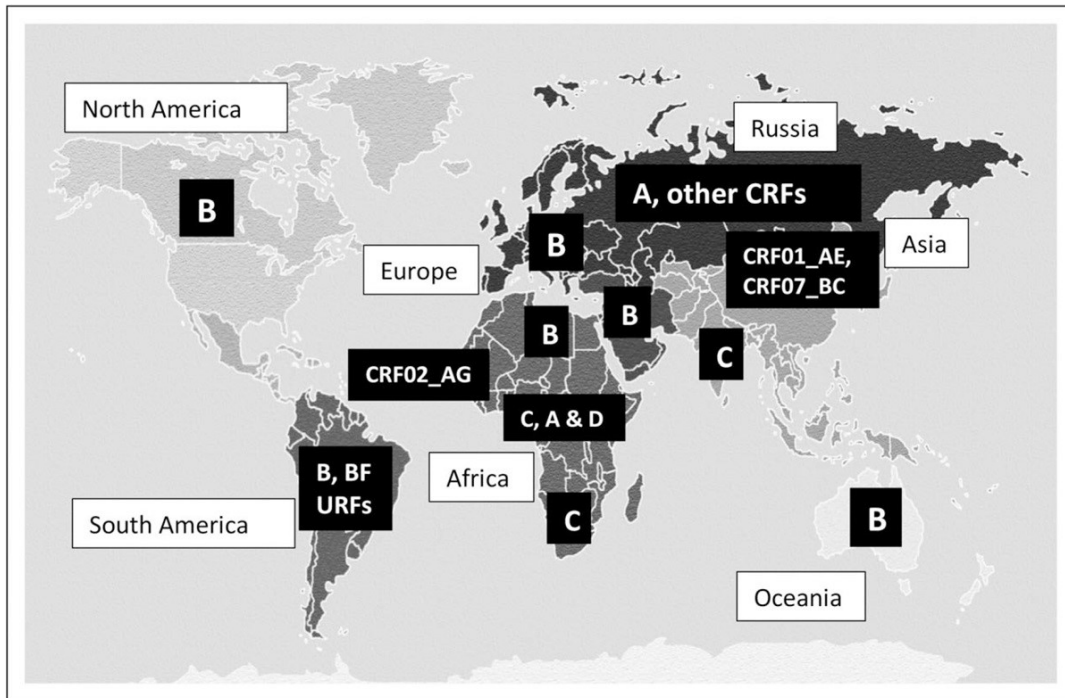 North America
Russia
A, other CRFs
B
B
Asia
CRF01_AE,
CRF07_BC
Europe
B
B
C
CRF02_AG
C, A & D
B, BF
URFs
Africa
South America
C
B
Oceania